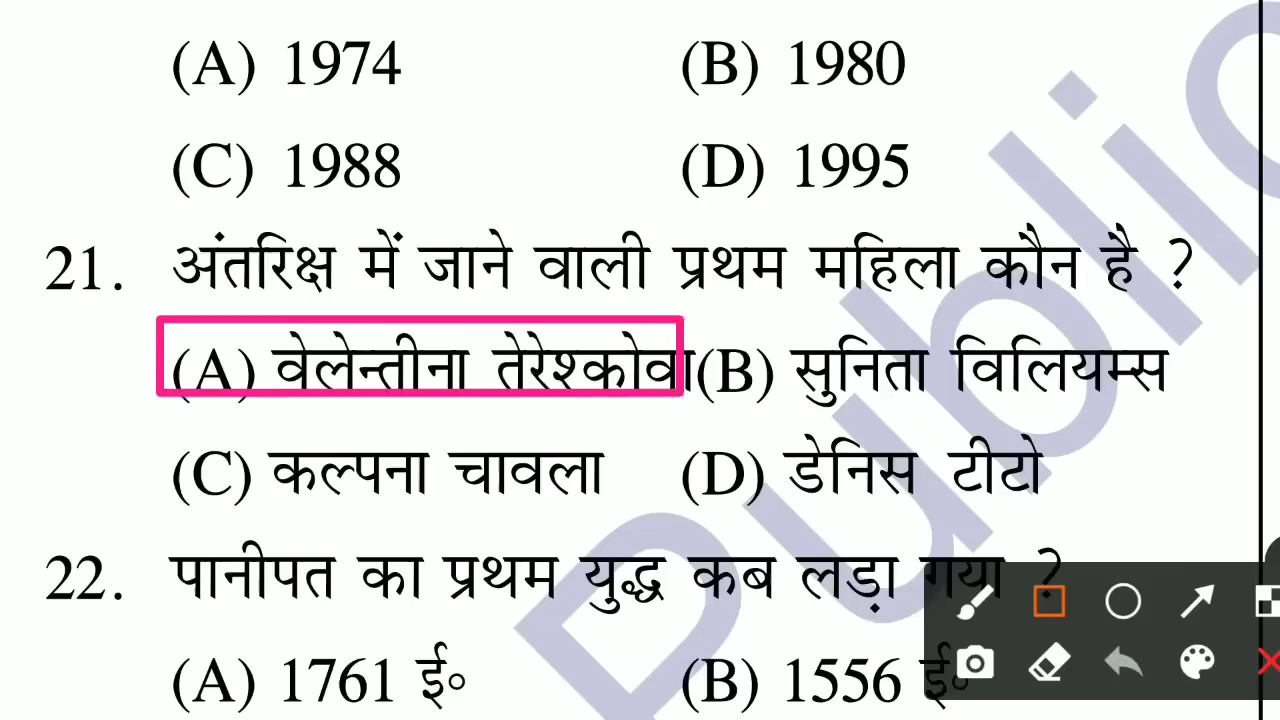 (A) 1974 (B) 1980
(C) 1988 (D) 1995
21. अंतरिक्ष में जाने वाली प्रथम महिला कौन है ?
(A) वेलेन्तीना तेरेश्कोवा (B) सुनिता विलियम्स
(C) कल्पना चावला (D) डेनिस टीटो
22. पानीपत का प्रथम युद्ध कब लड़ा गया ?
(A) 1761 ई० (B) 1556 ई०
Public